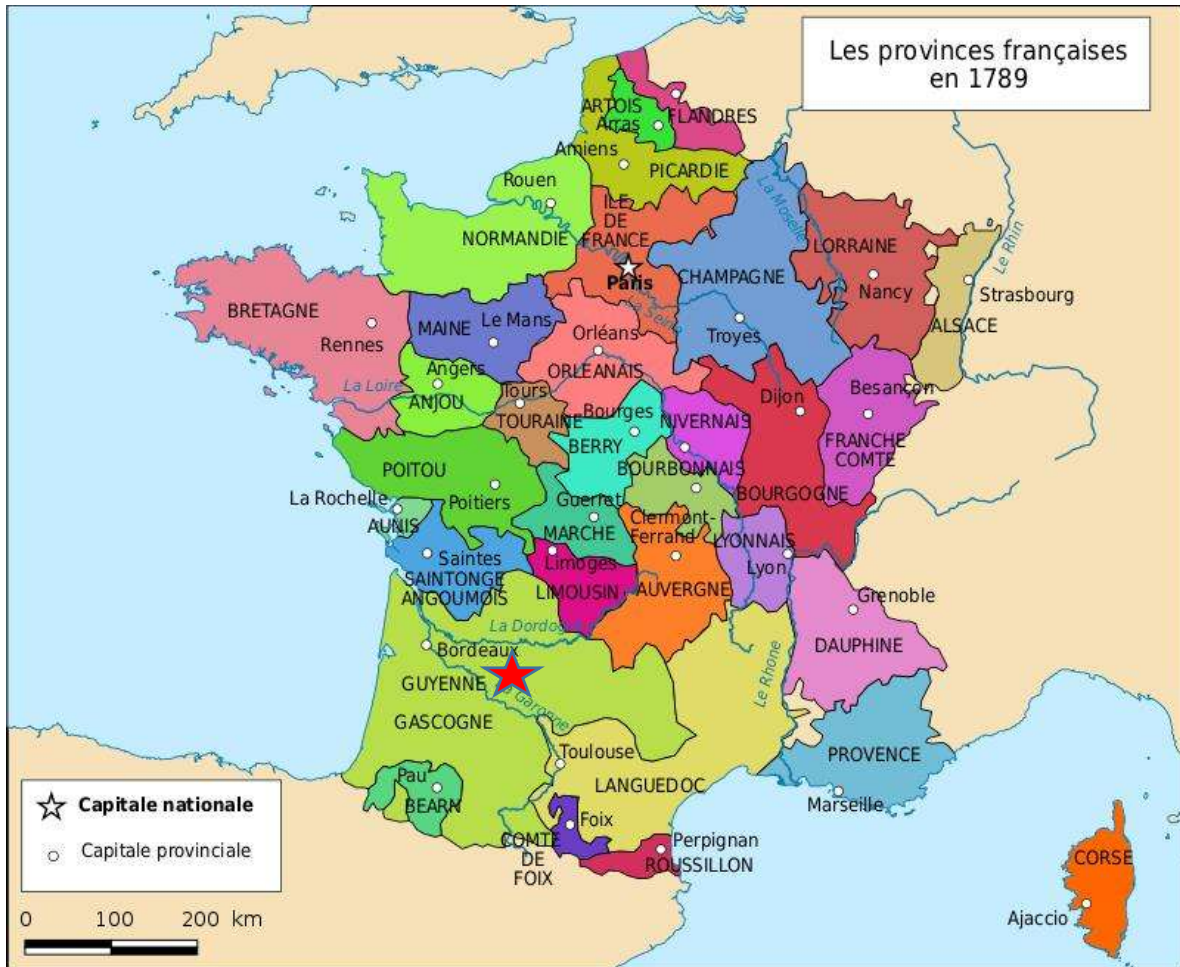 Les provinces françaises
en 1789
ARTOIS
Arras
FLANDRES
Amiens
PICARDIE
Rouen
NORMANDIE
ILE
DE
FRANCE
Paris
La Seine
La Moselle
CHAMPAGNE
Troyes
LORRAINE
Nancy
Le Rhin
Strasbourg
ALSACE
BRETAGNE
Rennes
MAINE
Le Mans
Orléans
ORLEANAIS
Angers
ANJOU
La Loire
Tours
TOURAINE
Bourges
BERRY
NIVERNAIS
Dijon
BOURGOGNE
Besançon
FRANCHE
COMTE
POITOU
Poitiers
BOURBONNAIS
La Rochelle
AUNIS
Gueret
MARCHE
Clermont-
Ferrand
AUVERGNE
LYONNAIS
Lyon
Saintes
SAINTONGE
ANGOUMOIS
Limoges
LIMOUSIN
Grenoble
DAUPHINE
La Dordogne
Bordeaux
GUYENNE
La Garonne
GASCOGNE
Le Rhone
Toulouse
LANGUEDOC
PROVENCE
Marseille
Pau
BEARN
COMTE
DE
FOIX
Foix
Perpignan
ROUSSILLON
CORSE
Ajaccio
Capitale nationale
Capitale provinciale
0 100 200 km